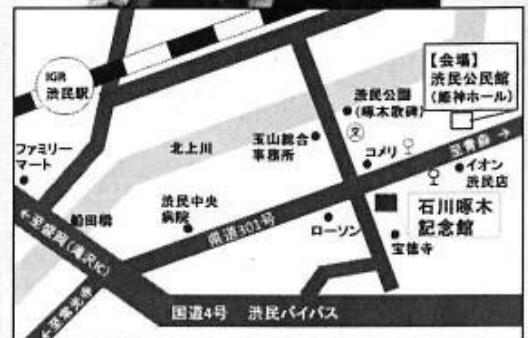 IGR
渋民駅
【会場】
渋民公民館
(姫神ホール)
渋民公園
(啄木歌碑)
文
玉山総合
事務所
北上川
コメリ
至青森→
イオン
渋民店
ファミリー
マート
船田橋
渋民中央
病院
県道301号
ローソン
石川啄木
記念館
宝徳寺
←至盛岡(滝沢IC)
←至常光寺
国道4号 渋民バイパス